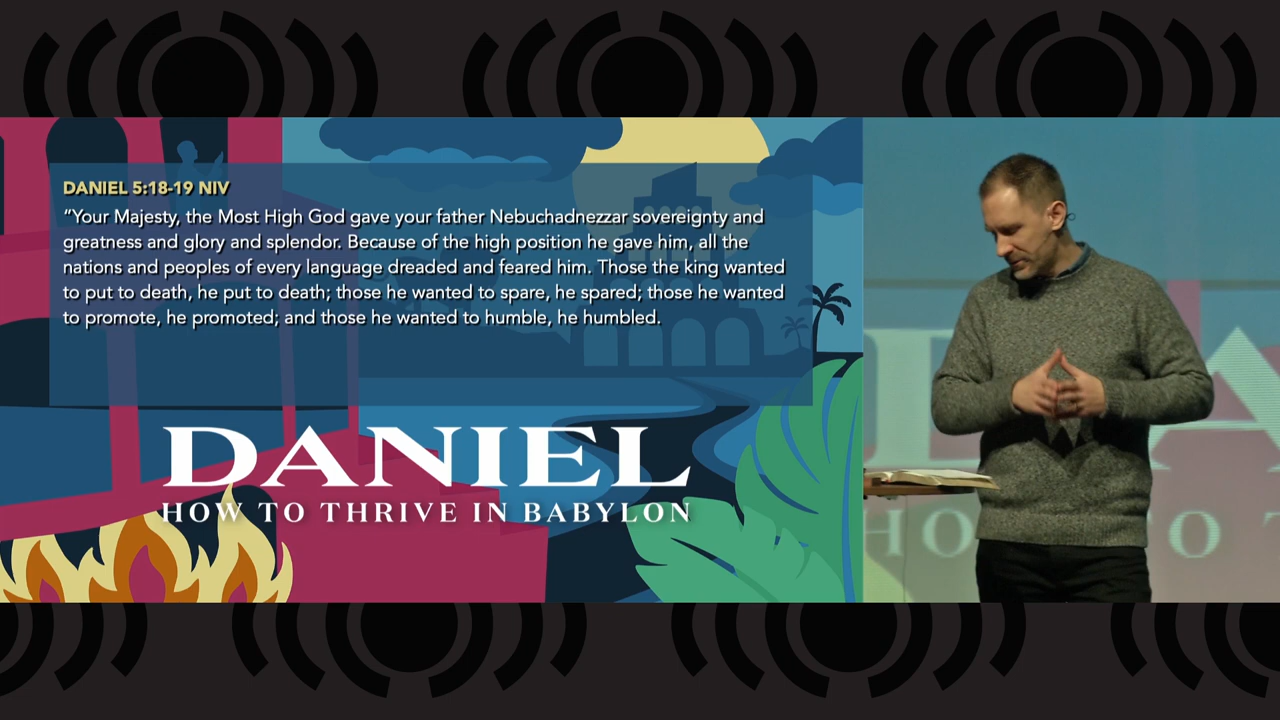 DANIEL 5:18-19 NIV
“Your Majesty, the Most High God gave your father Nebuchadnezzar sovereignty and
greatness and glory and splendor. Because of the high position he gave him, all the
nations and peoples of every language dreaded and feared him. Those the king wanted
to put to death, he put to death; those he wanted to spare, he spared; those he wanted
to promote, he promoted; and those he wanted to humble, he humbled.
DANIEL
HOW TO THRIVE IN BABYLON
HO
TO T